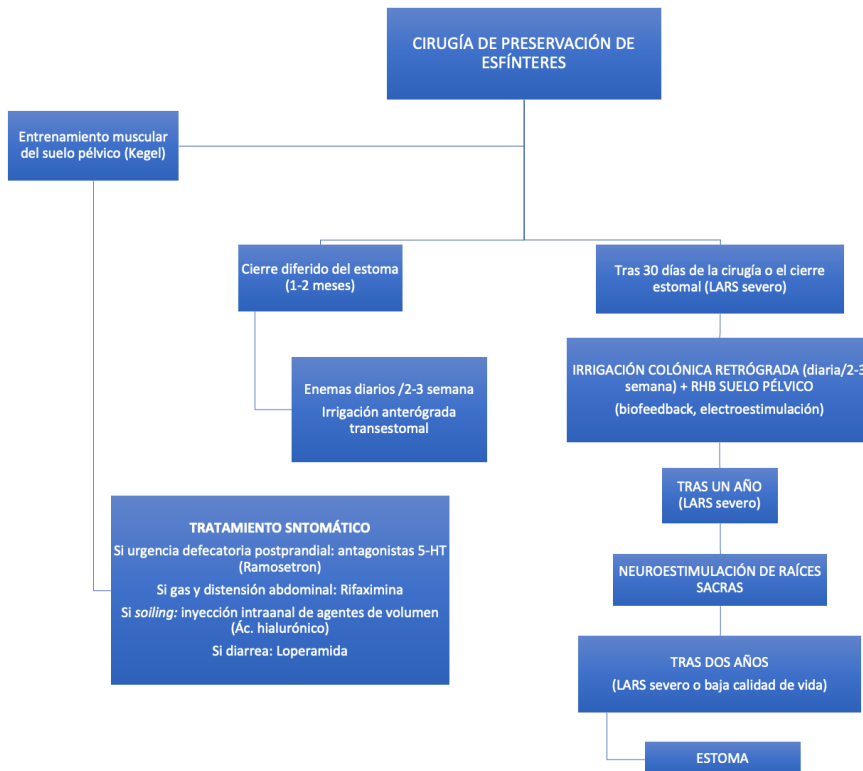 CIRUGÍA DE PRESERVACIÓN DE
ESFÍNTERES
Entrenamiento muscular
del suelo pélvico (Kegel)
Cierre diferido del estoma
(1-2 meses)
Tras 30 días de la cirugía o el cierre
estomal (LARS severo)
Enemas diarios /2-3 semana
Irrigación anterógrada
transestomal
IRRIGACIÓN COLÓNICA RETRÓGRADA (diaria/2-3
semana) + RHB SUELO PÉLVICO
(biofeedback, electroestimulación)
TRAS UN AÑO
(LARS severo)
TRATAMIENTO SNTOMÁTICO
Si urgencia defecatoria postprandial: antagonistas 5-HT
(Ramosetron)
Si gas y distensión abdominal: Rifaximina
Si soiling: inyección intraanal de agentes de volumen
(Ác. hialurónico)
Si diarrea: Loperamida
NEUROESTIMULACIÓN DE RAÍCES
SACRAS
TRAS DOS AÑOS
(LARS severo o baja calidad de vida)
ESTOMA